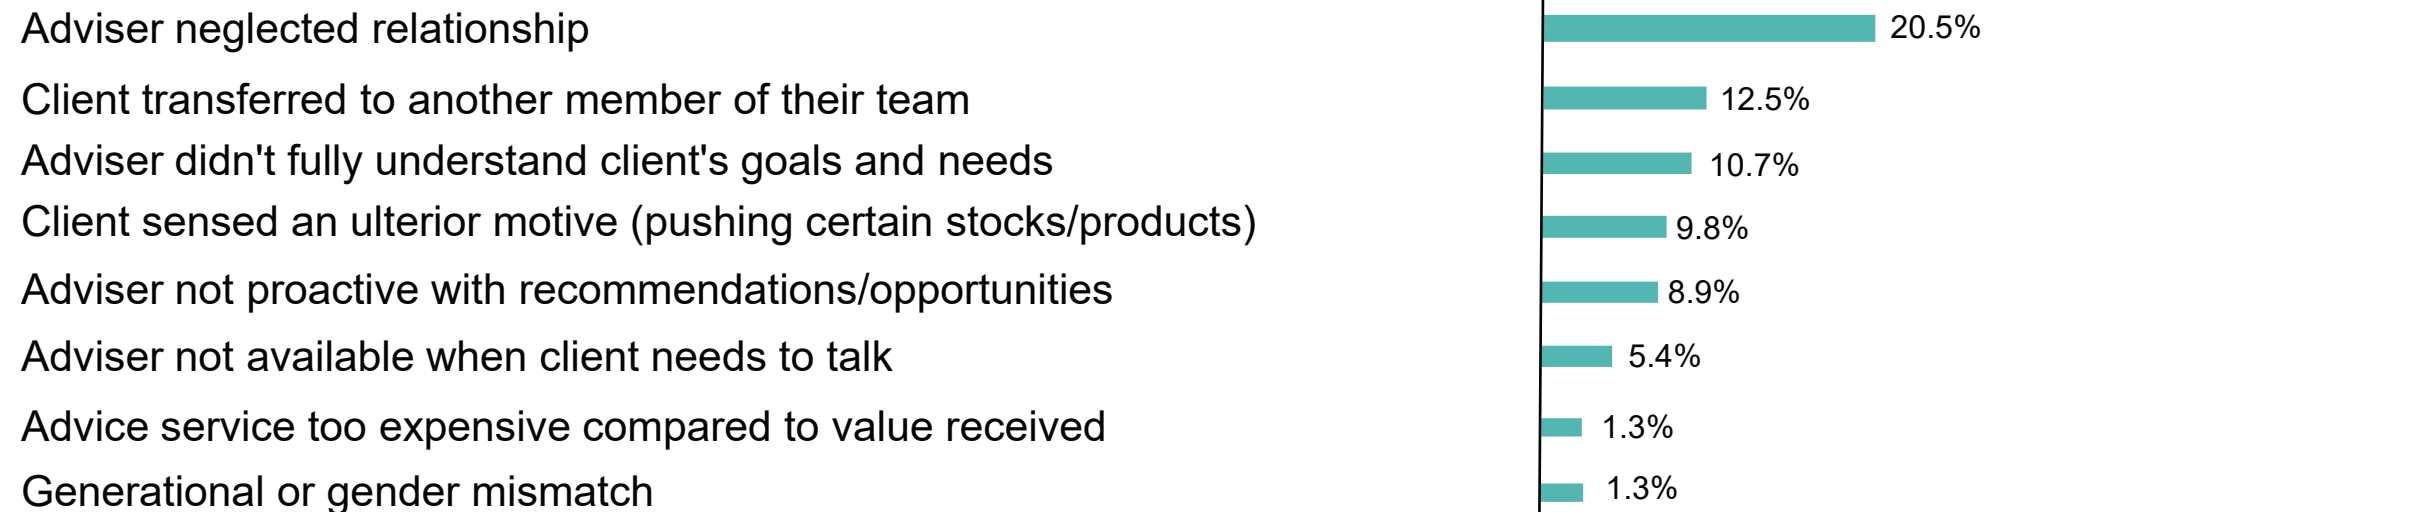 Adviser neglected relationship 20.5%
Client transferred to another member of their team 12.5%
Adviser didn't fully understand client's goals and needs 10.7%
Client sensed an ulterior motive (pushing certain stocks/products) 9.8%
Adviser not proactive with recommendations/opportunities 8.9%
Adviser not available when client needs to talk 5.4%
Advice service too expensive compared to value received 1.3%
Generational or gender mismatch 1.3%